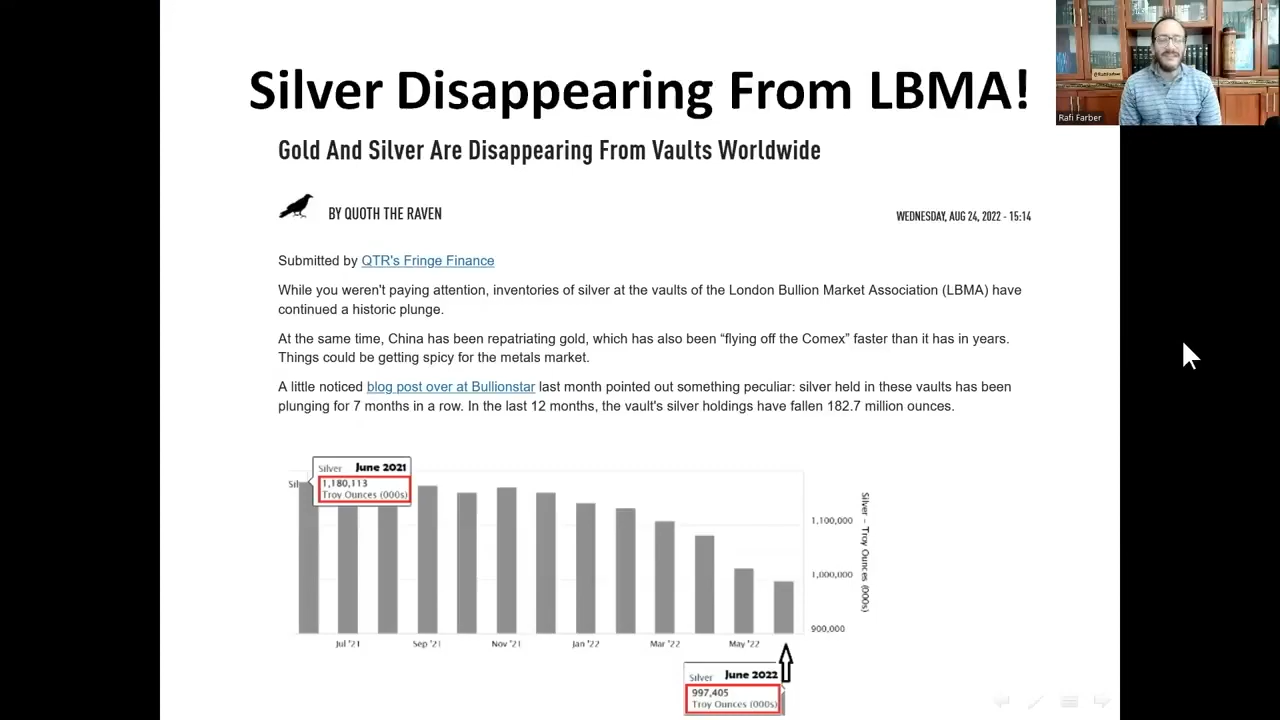 Silver Disappearing From LBMA!
Rafi Farber
Gold And Silver Are Disappearing From Vaults Worldwide
BY QUOTH THE RAVEN
WEDNESDAY, AUG 24, 2022 - 15:14
Submitted by QTR's Fringe Finance
While you weren't paying attention, inventories of silver at the vaults of the London Bullion Market Association (LBMA) have
continued a historic plunge.
At the same time, China has been repatriating gold, which has also been “flying off the Comex” faster than it has in years.
Things could be getting spicy for the metals market.
A little noticed blog post over at Bullionstar last month pointed out something peculiar: silver held in these vaults has been
plunging for 7 months in a row. In the last 12 months, the vault's silver holdings have fallen 182.7 million ounces.
Silver June 2021
1,180,113
Troy Ounces (000s)
Sil
1,100,000
1,000,000
900,000
Silver - Troy Ounces (000s)
Jul '21
Sep '21
Nov '21
Jan '22
Mar '22
May '22
Silver June 2022
997,405
Troy Ounces (000s)